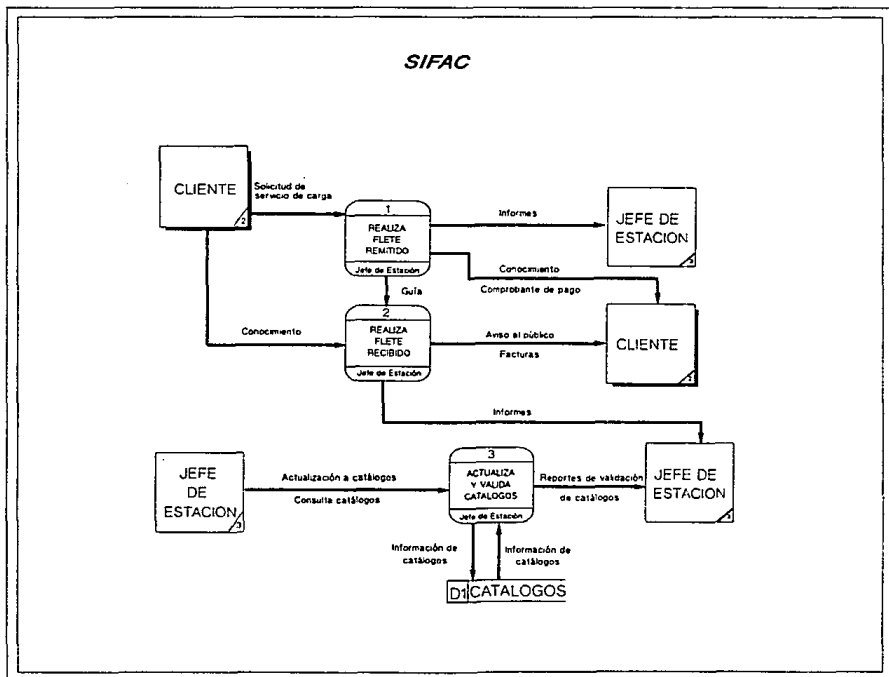 SIFAC
CLIENTE
2
Solicitud de
servicio de carga
1
REALIZA
FLETE
REMITIDO
Jefe de Estación
Informes
JEFE DE
ESTACION
Conocimiento
Comprobante de pago
Guía
2
REALIZA
FLETE
RECIBIDO
Jefe de Estación
Conocimiento
Aviso al público
Facturas
CLIENTE
Informes
JEFE
DE
ESTACION
3
Actualización a catálogos
Consulta catálogos
3
ACTUALIZA
Y VALIDA
CATALOGOS
Jefe de Estación
Reportes de validación
de catálogos
JEFE DE
ESTACION
Información de
catálogos
Información de
catálogos
D1 CATALOGOS